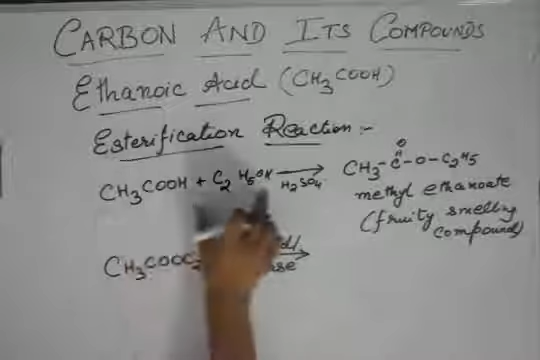 CARBON AND ITS COMPOUNDS
Ethanoic Acid (CH3COOH)
Esterification Reaction :-
CH3COOH + C2H5OH → CH3-C-O-C2H5
H2SO4 O
methyl ethanoate
(fruity smelling
compound)
CH3COOC